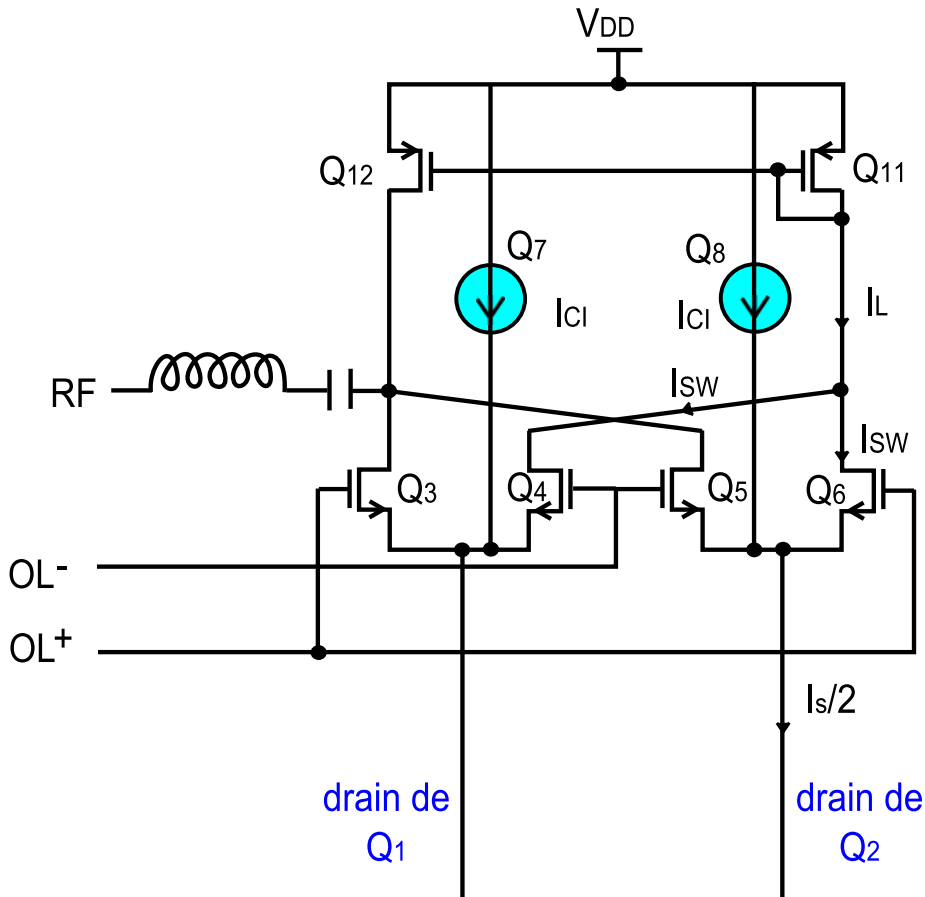 VDD
Q12
Q11
Q7
Q8
ICI
ICI
IL
RF
ISW
ISW
Q3
Q4
Q5
Q6
OL-
OL+
Is/2
drain de
Q1
drain de
Q2